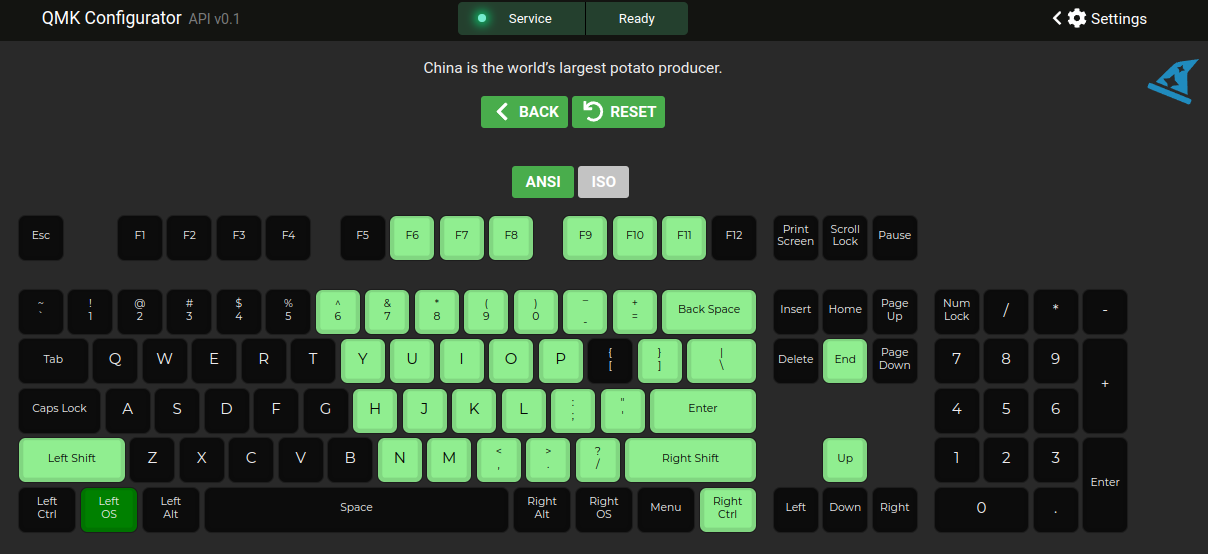 QMK Configurator API v0.1
Service
Ready
Settings
China is the world's largest potato producer.
BACK
RESET
ANSI
ISO
Esc F1 F2 F3 F4 F5 F6 F7 F8 F9 F10 F11 F12 Print Screen Scroll Lock Pause
~ ` ! 1 @ 2 # 3 $ 4 % 5 ^ 6 & 7 * 8 ( 9 ) 0 _ - + = Back Space Insert Home Page Up Num Lock / * -
Tab Q W E R T Y U I O P { [ } ] | \ Delete End Page Down 7 8 9 +
Caps Lock A S D F G H J K L : ; " ' Enter 4 5 6
Left Shift Z X C V B N M < , > . ? / Right Shift Up 1 2 3 Enter
Left Ctrl Left OS Left Alt Space Right Alt Right OS Menu Right Ctrl Left Down Right 0 .